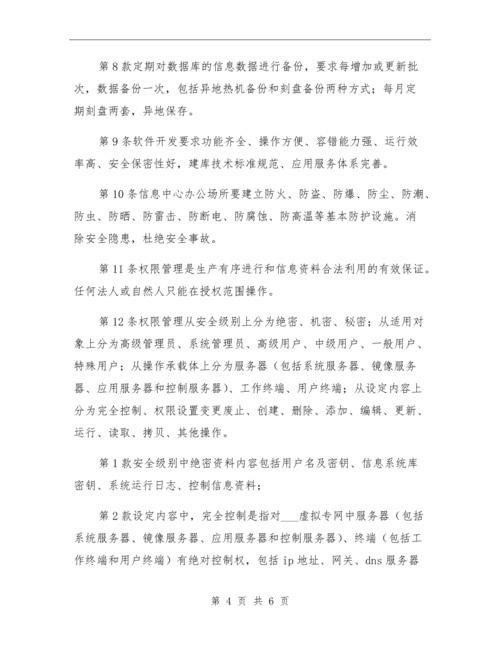 第 8 款定期对数据库的信息数据进行备份，要求每增加或更新批
次，数据备份一次，包括异地热机备份和刻盘备份两种方式；每月定
期刻盘两套，异地保存。
第 9 条软件开发要求功能齐全、操作方便、容错能力强、运行效
率高、安全保密性好，建库技术标准规范、应用服务体系完善。
第 10 条信息中心办公场所要建立防火、防盗、防爆、防尘、防潮、
防虫、防晒、防雷击、防断电、防腐蚀、防高温等基本防护设施。消
除安全隐患，杜绝安全事故。
第 11 条权限管理是生产有序进行和信息资料合法利用的有效保证。
任何法人或自然人只能在授权范围操作。
第 12 条权限管理从安全级别上分为绝密、机密、秘密；从适用对
象上分为高级管理员、系统管理员、高级用户、中级用户、一般用户、
特殊用户；从操作承载体上分为服务器（包括系统服务器、镜像服务
器、应用服务器和控制服务器）、工作终端、用户终端；从设定内容上
分为完全控制、权限设置变更废止、创建、删除、添加、编辑、更新、
运行、读取、拷贝、其他操作。
第 1 款安全级别中绝密资料内容包括用户名及密钥、信息系统库
密钥、系统运行日志、控制信息资料；
第 2 款设定内容中，完全控制是指对___虚拟专网中服务器（包括
系统服务器、镜像服务器、应用服务器和控制服务器）、终端（包括工
作终端和用户终端）有绝对控制权，包括 ip 地址、网关、dns 服务器
第 4 页 共 6 页